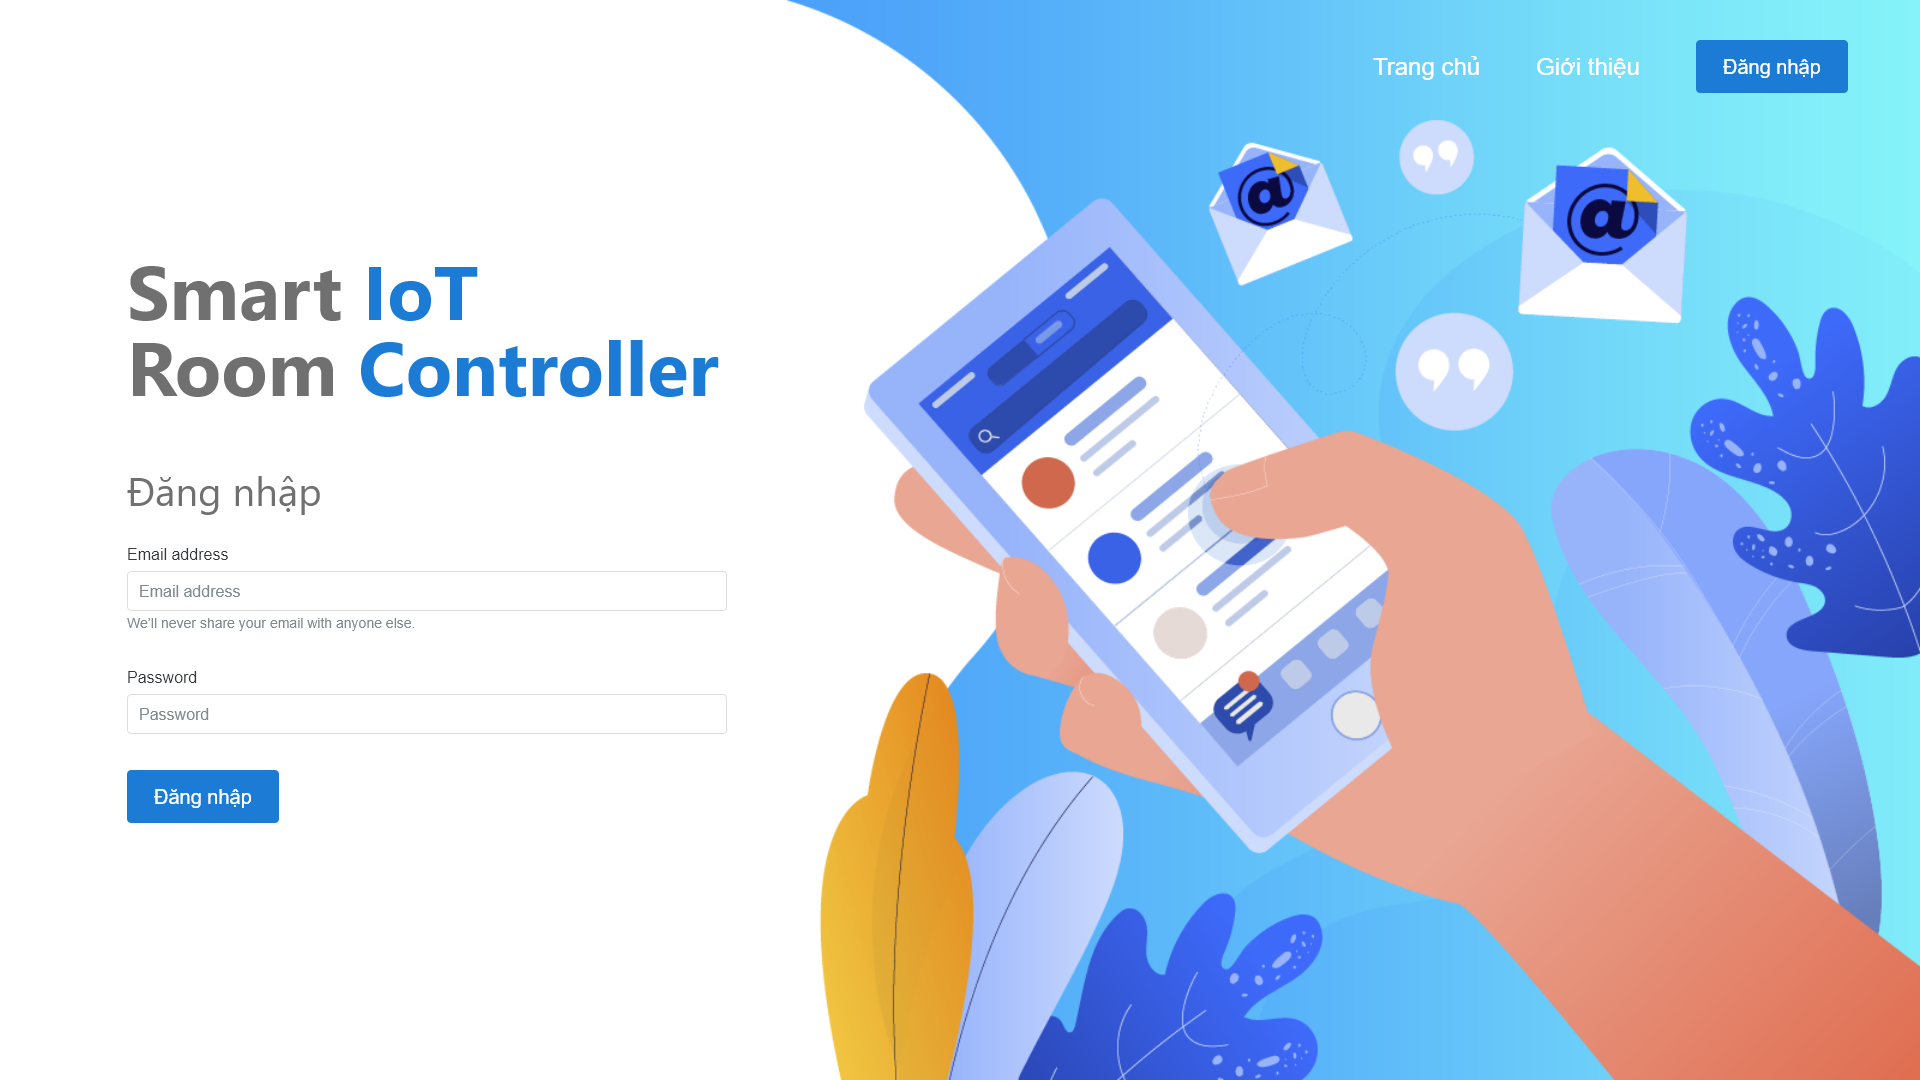 Trang chủ
Giới thiệu
Đăng nhập
Smart IoT
Room Controller
Đăng nhập
Email address
Email address
We'll never share your email with anyone else.
Password
Password
Đăng nhập
@
@